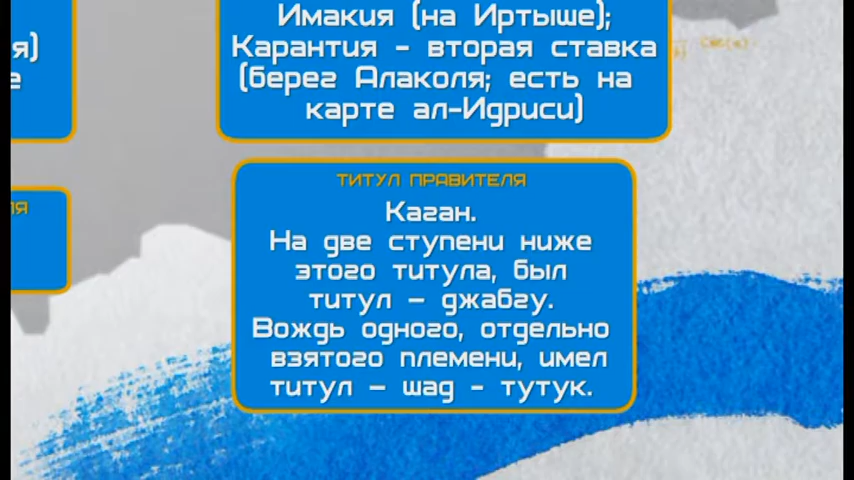 Имакия (на Иртыше);
Карантия - вторая ставка
(берег Алаколя; есть на
карте ал-Идриси)
ТИТУЛ ПРАВИТЕЛЯ
Каган.
На две ступени ниже
этого титула, был
титул – джабгу.
Вождь одного, отдельно
взятого племени, имел
титул – шад - тутук.